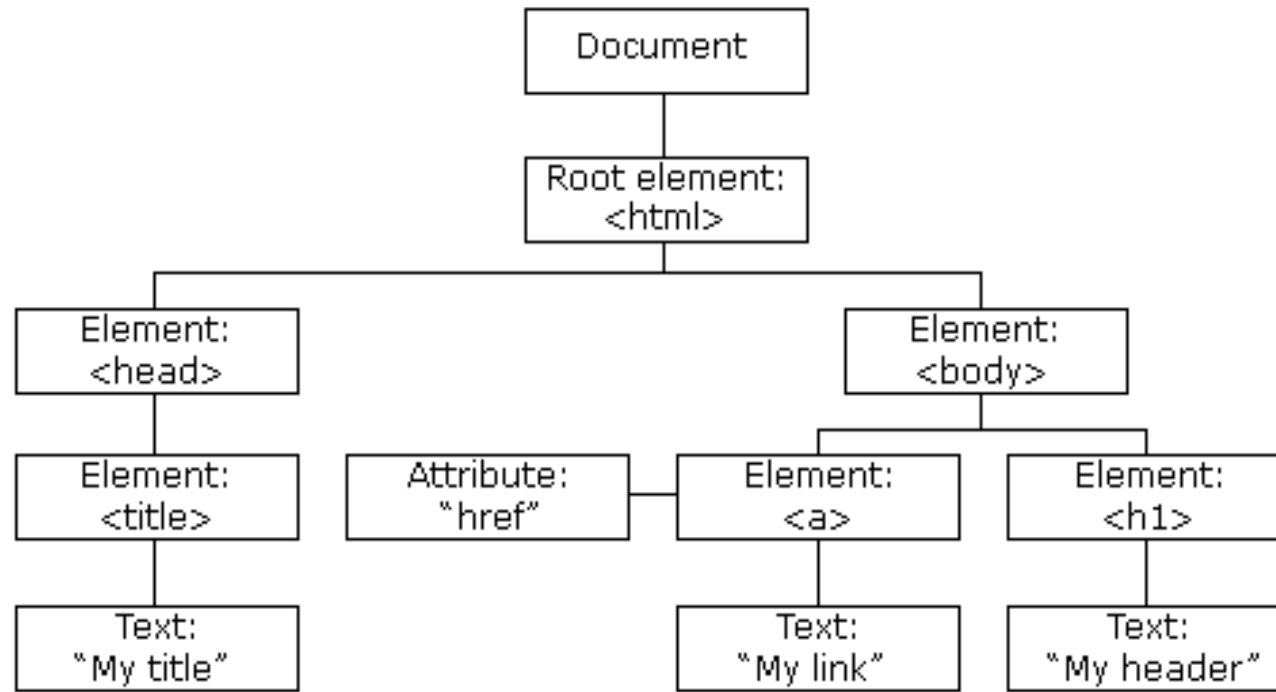 Document
Root element:
<html>
Element:
<head>
Element:
<body>
Element:
<title>
Attribute:
“href”
Element:
<a>
Element:
<h1>
Text:
“My title”
Text:
“My link”
Text:
“My header”